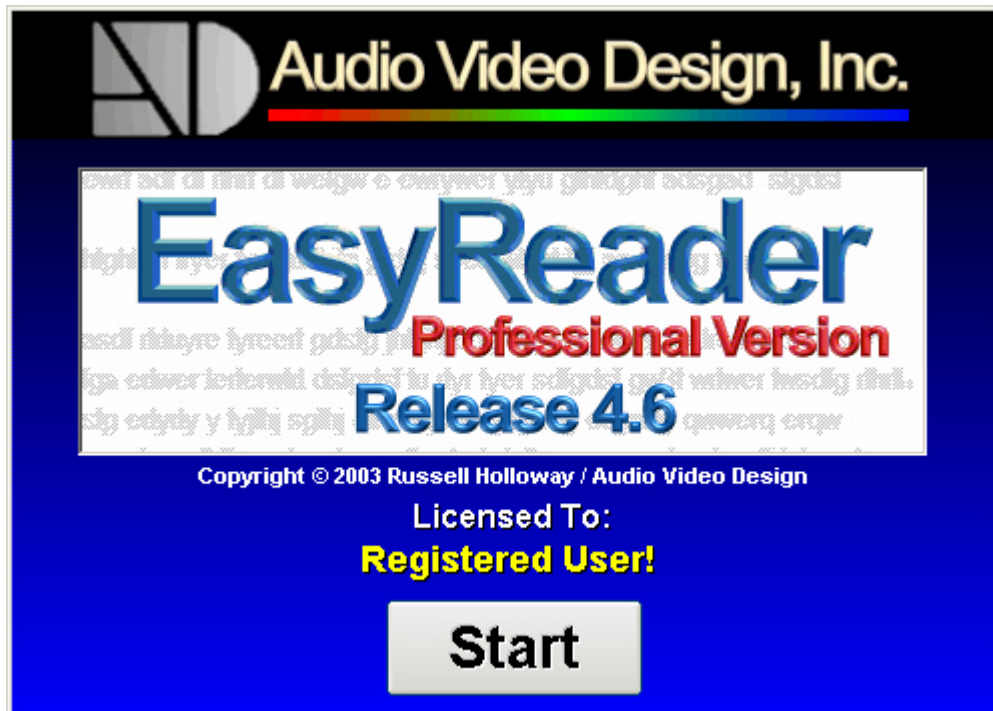 Audio Video Design, Inc.
EasyReader
Professional Version
Release 4.6
Copyright © 2003 Russell Holloway / Audio Video Design
Licensed To:
Registered User!
Start